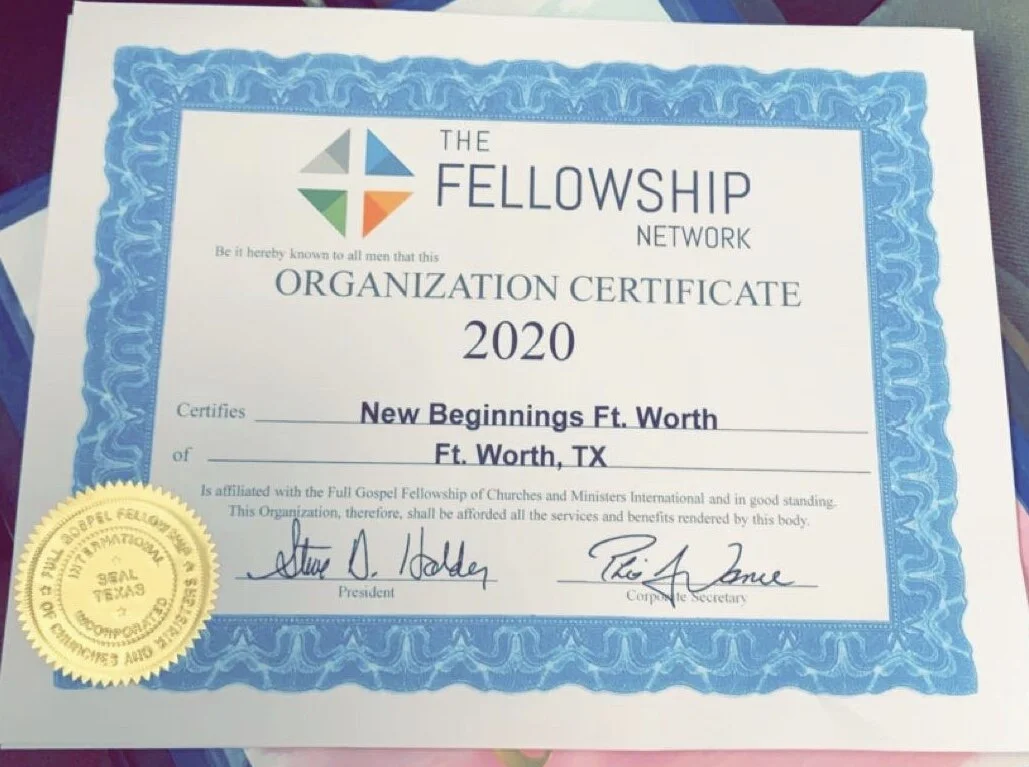 THE
FELLOWSHIP
NETWORK
Be it hereby known to all men that this
ORGANIZATION CERTIFICATE
2020
Certifies New Beginnings Ft. Worth
of Ft. Worth, TX
Is affiliated with the Full Gospel Fellowship of Churches and Ministers International and in good standing.
This Organization, therefore, shall be afforded all the services and benefits rendered by this body.
Steve D. Holder
President
Corporate Secretary
FULL GOSPEL FELLOWSHIP OF CHURCHES AND MINISTERS
INTERNATIONAL
SEAL
TEXAS
INCORPORATED